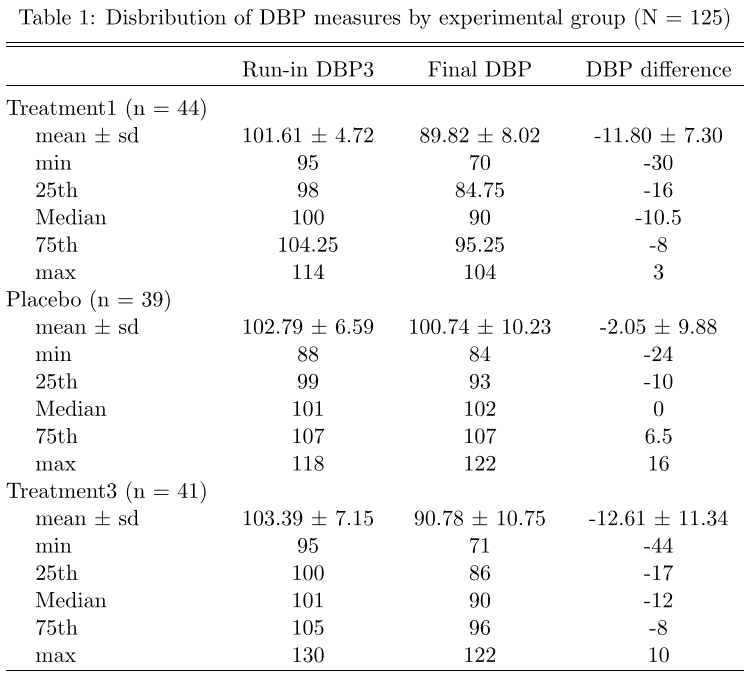 Table 1: Disbribution of DBP measures by experimental group (N = 125)
Run-in DBP3 Final DBP DBP difference
Treatment1 (n = 44)
mean ± sd 101.61 ± 4.72 89.82 ± 8.02 -11.80 ± 7.30
min 95 70 -30
25th 98 84.75 -16
Median 100 90 -10.5
75th 104.25 95.25 -8
max 114 104 3
Placebo (n = 39)
mean ± sd 102.79 ± 6.59 100.74 ± 10.23 -2.05 ± 9.88
min 88 84 -24
25th 99 93 -10
Median 101 102 0
75th 107 107 6.5
max 118 122 16
Treatment3 (n = 41)
mean ± sd 103.39 ± 7.15 90.78 ± 10.75 -12.61 ± 11.34
min 95 71 -44
25th 100 86 -17
Median 101 90 -12
75th 105 96 -8
max 130 122 10